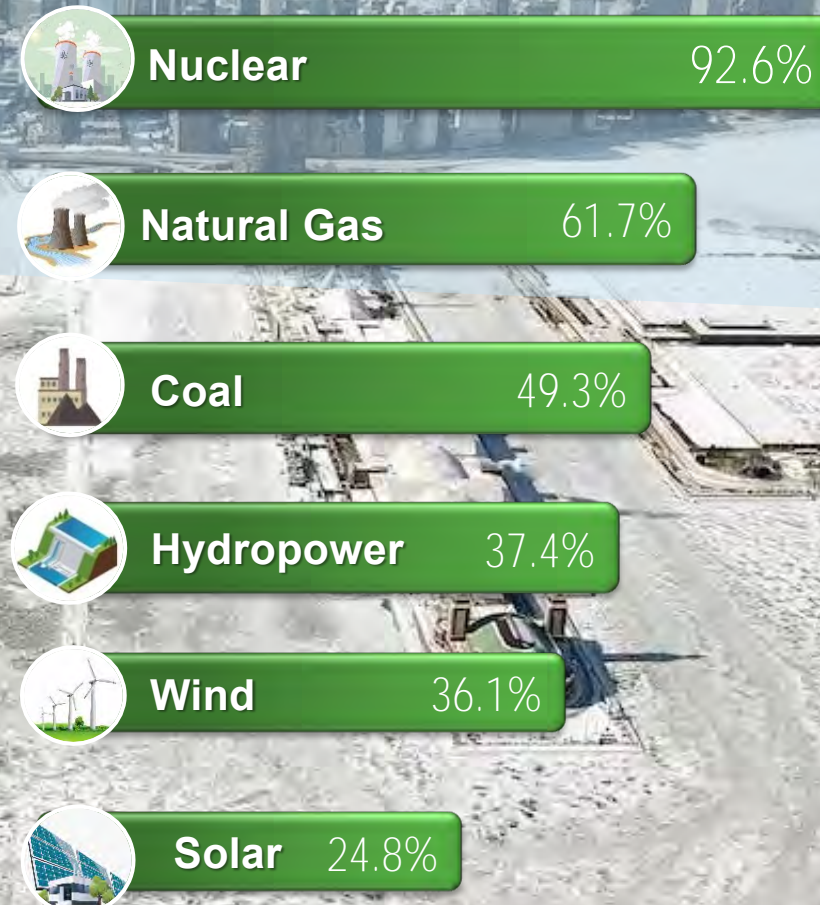 Nuclear 92.6%
Natural Gas 61.7%
Coal 49.3%
Hydropower 37.4%
Wind 36.1%
Solar 24.8%